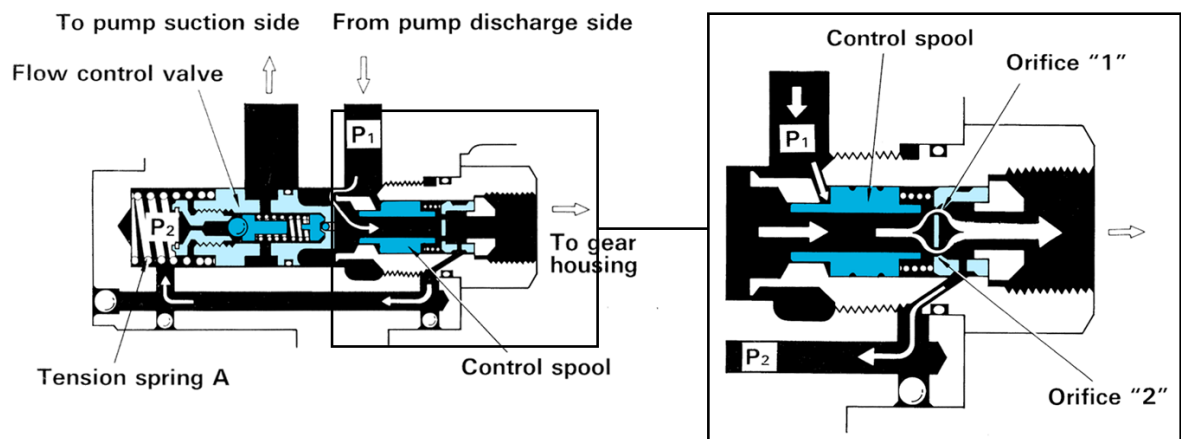 To pump suction side
From pump discharge side
Flow control valve
P1
P2
To gear
housing
Tension spring A
Control spool
Control spool
Orifice "1"
P1
P2
Orifice "2"